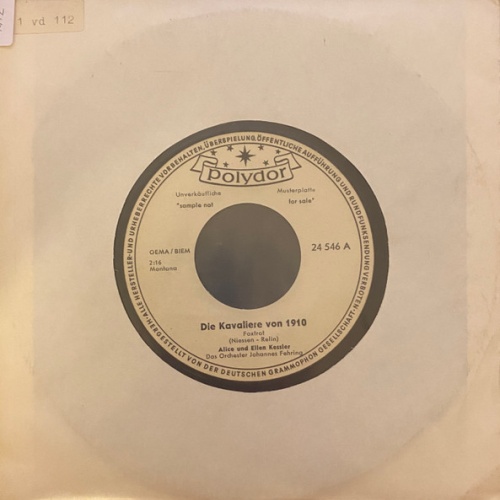 1 vd 112
ALLE HERSTELLER- UND URHEBERRECHTE VORBEHALTEN, ÜBERSPIELUNG, ÖFFENTLICHE AUFFÜHRUNG UND RUNDFUNKSENDUNG VERBOTEN
HERGESTELLT VON DER DEUTSCHEN GRAMMOPHON GESELLSCHAFT
polydor
Unverkäufliche Musterplatte
"sample not for sale"
GEMA / BIEM 24 546 A
2:16
Montana
Die Kavaliere von 1910
Foxtrot
(Niessen - Relin)
Alice und Ellen Kessler
Das Orchester Johannes Fehring